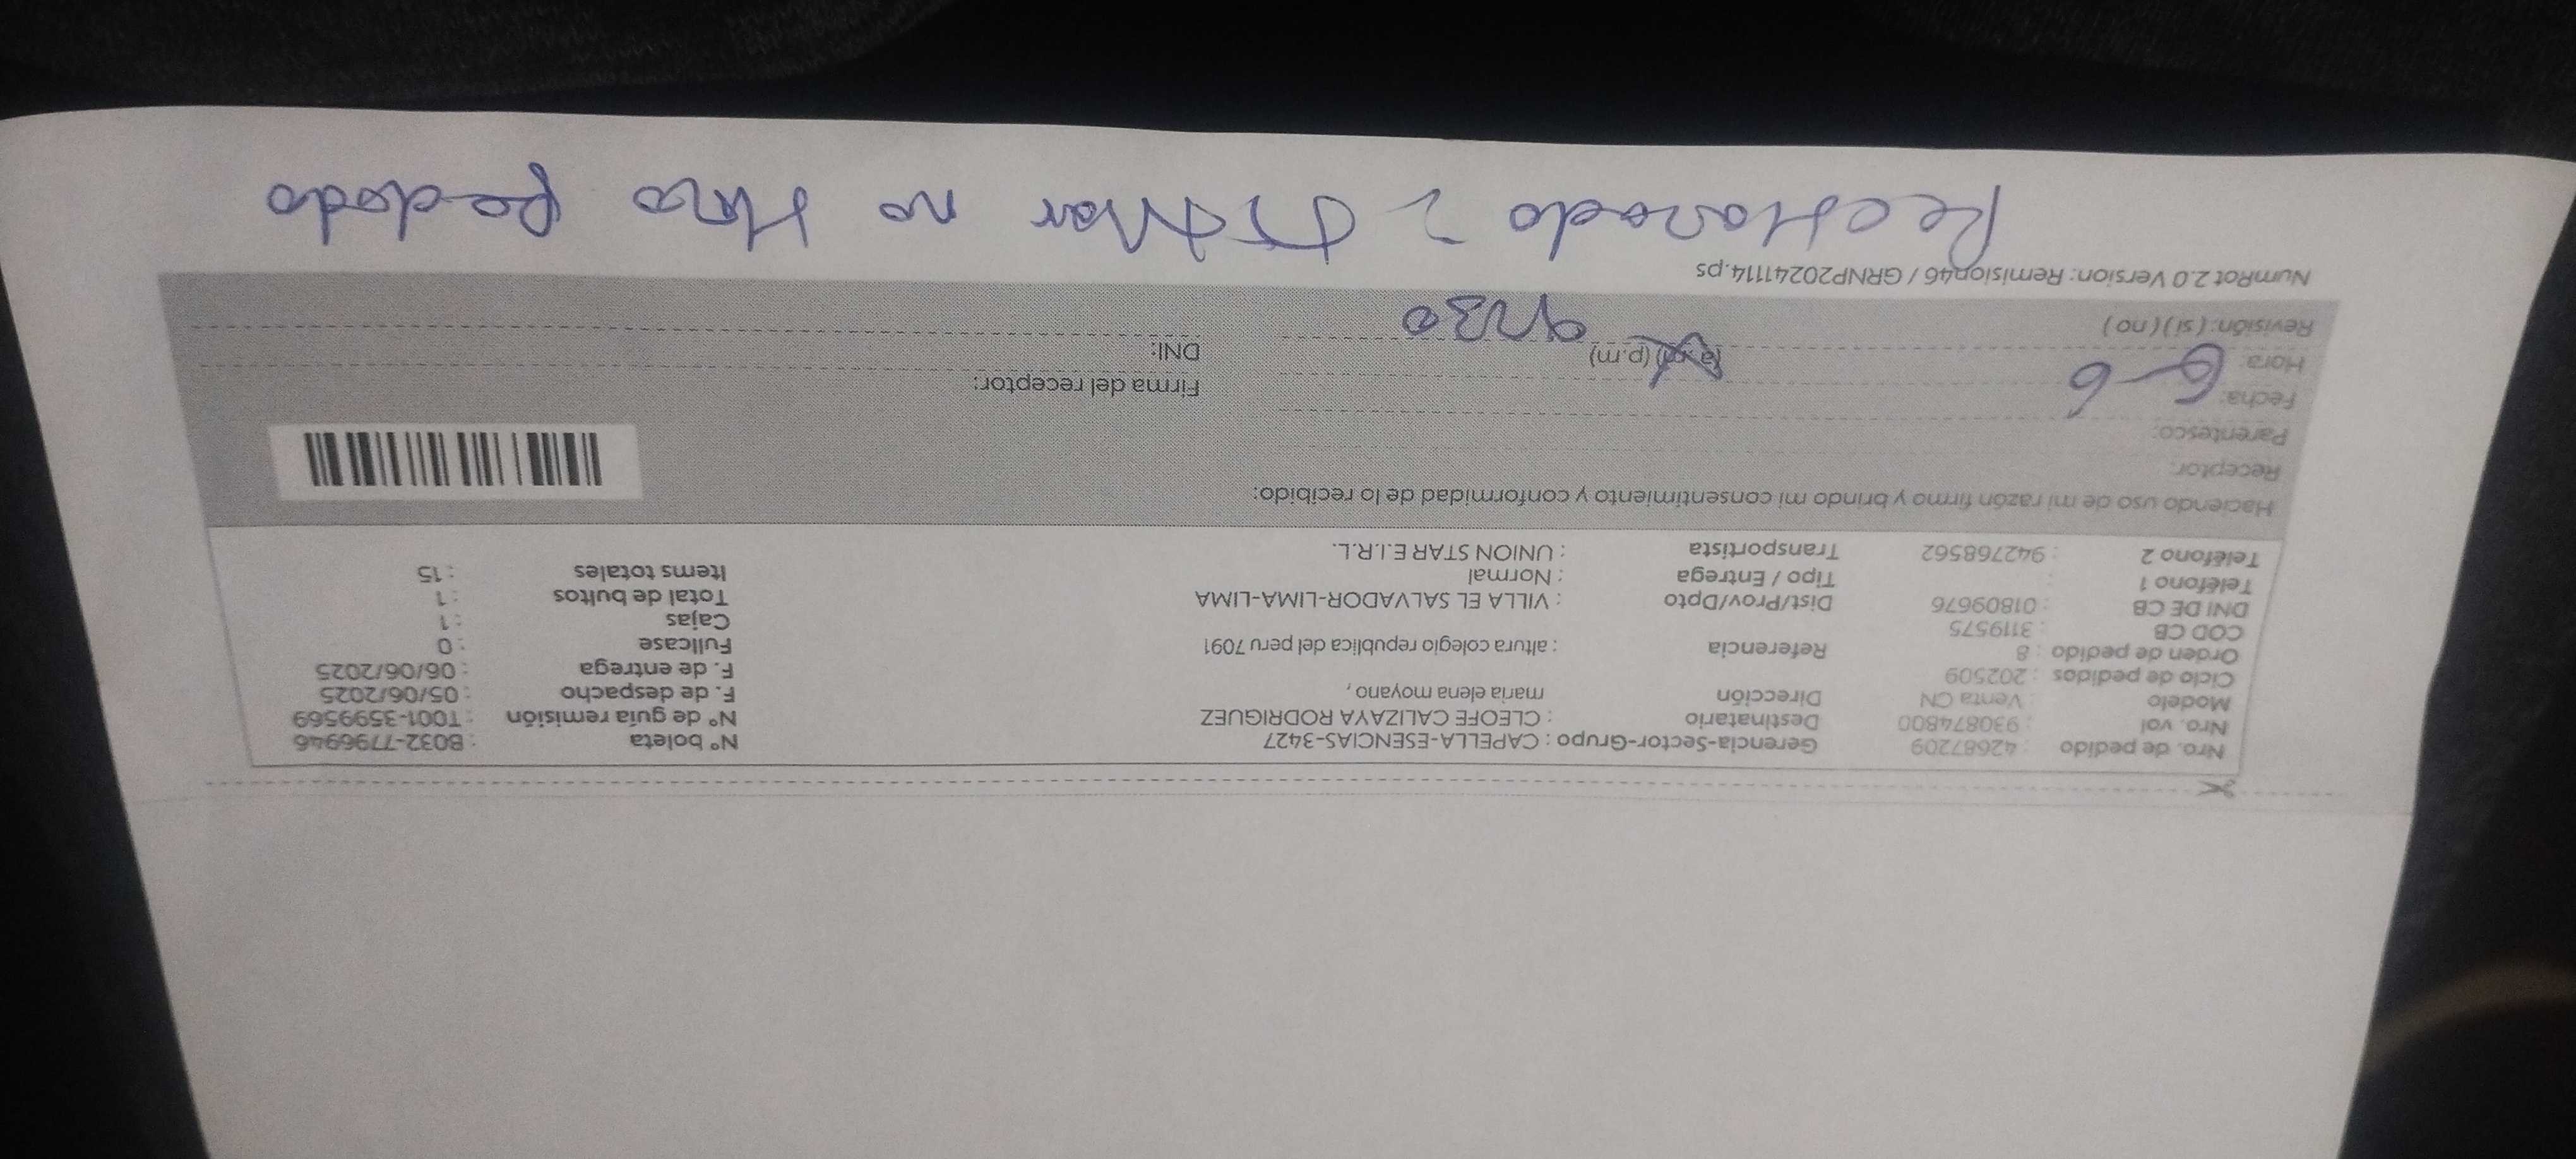 Nro. de pedido : 42687209 Gerencia-Sector-Grupo : CAPELLA-ESENCIAS-3427 Nº boleta : B032-7796946
Nro. vol : 930874800 Destinatario : CLEOFE CALIZAYA RODRIGUEZ Nº de guía remisión : T001-3599569
Modelo : Venta CN Dirección maria elena moyano , F. de despacho : 05/06/2025
Ciclo de pedidos : 202509 F. de entrega : 06/06/2025
Orden de pedido : 8 Referencia : altura colegio republica del peru 7091 Fullcase : 0
COD CB : 3119575 Cajas : 1
DNI DE CB : 01809676 Dist/Prov/Dpto : VILLA EL SALVADOR-LIMA-LIMA Total de bultos : 1
Teléfono 1 : Tipo / Entrega : Normal Items totales : 15
Teléfono 2 : 942768562 Transportista : UNION STAR E.I.R.L.
Haciendo uso de mi razón firmo y brindo mi consentimiento y conformidad de lo recibido:
Receptor:
Parentesco:
Fecha: 6-6 Firma del receptor:
Hora: (a.m) (p.m) DNI:
Revisión: ( si ) ( no )
NumRot 2.0 Version: Remision46 / GRNP20241114.ps
no